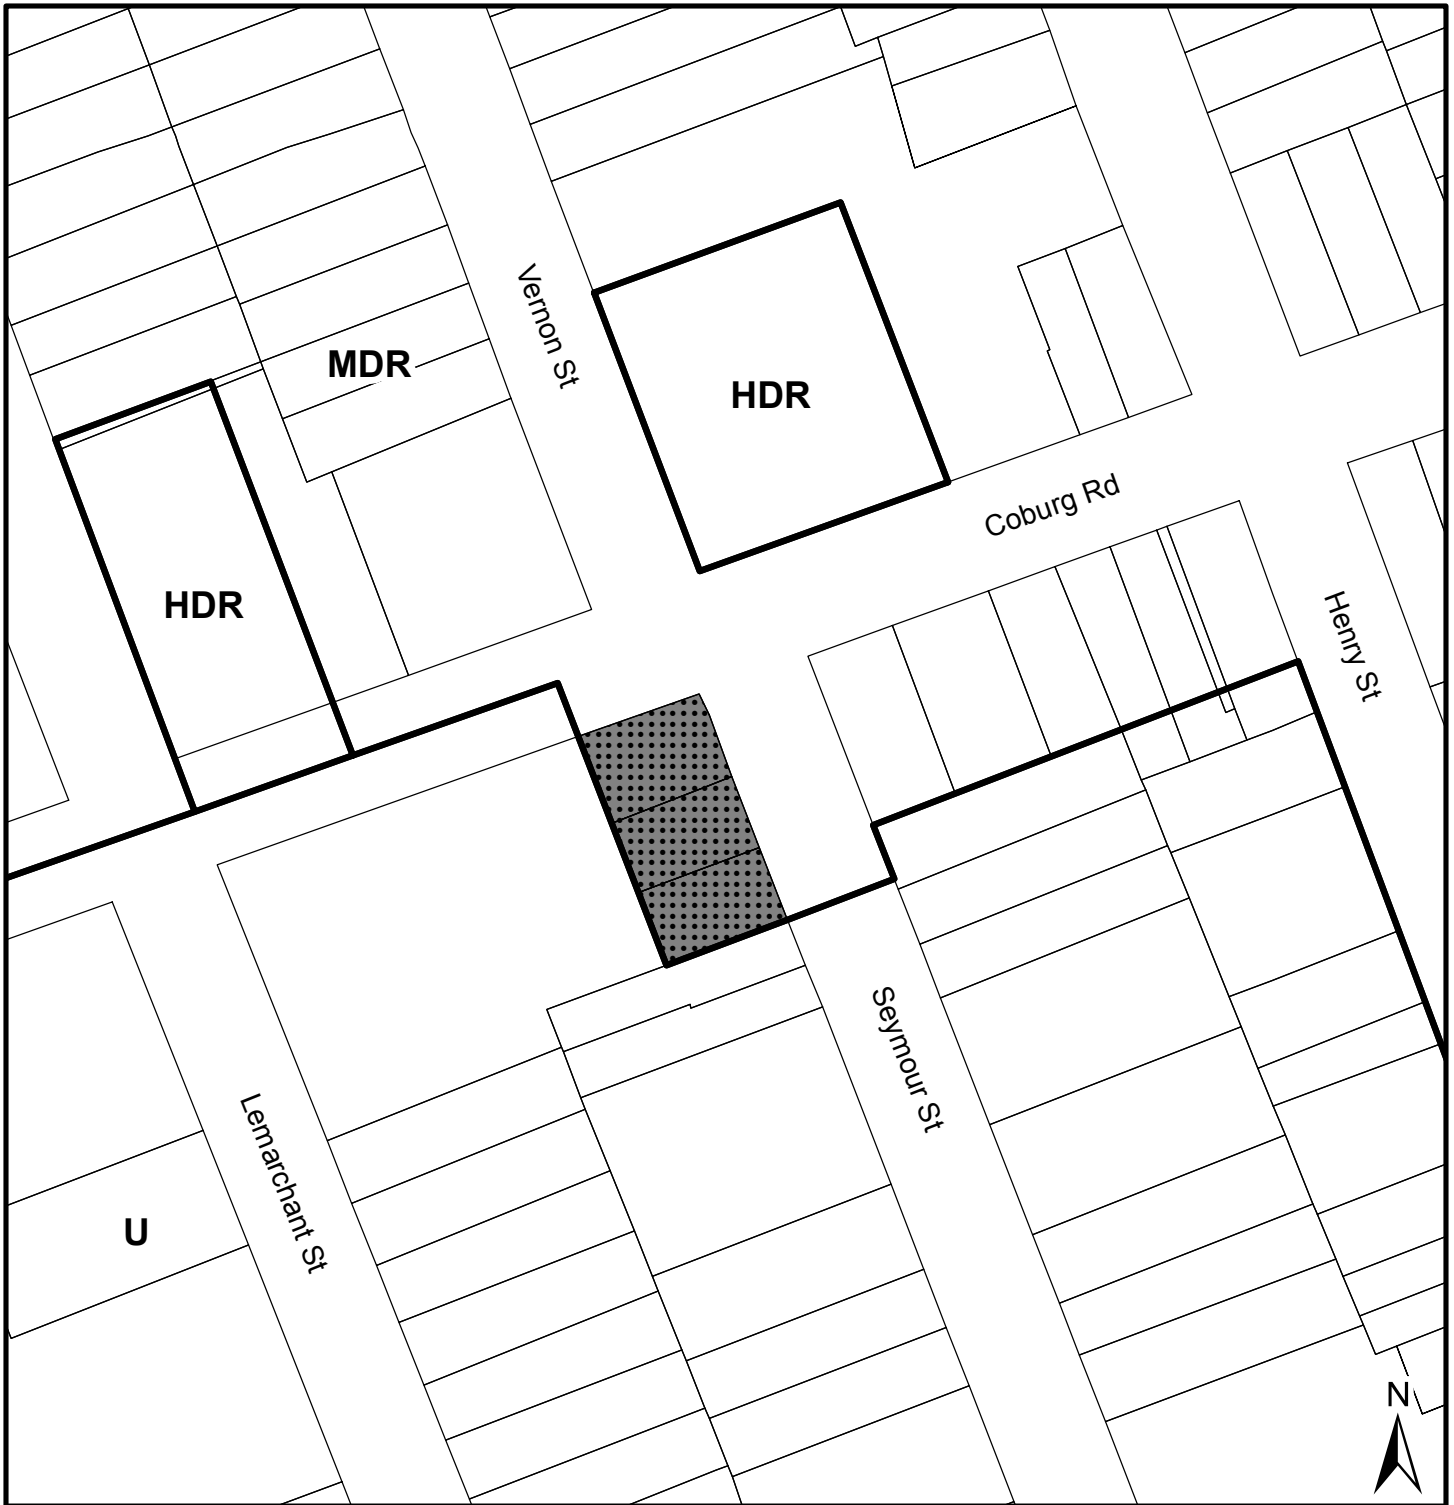 Vernon St
MDR
HDR
Coburg Rd
HDR
Henry St
Seymour St
Lemarchant St
U
N